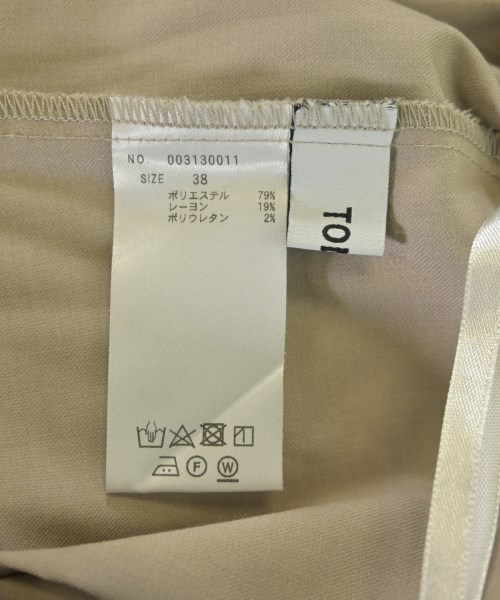 NO. 003130011
SIZE 38
ポリエステル 79%
レーヨン 19%
ポリウレタン 2%
F W